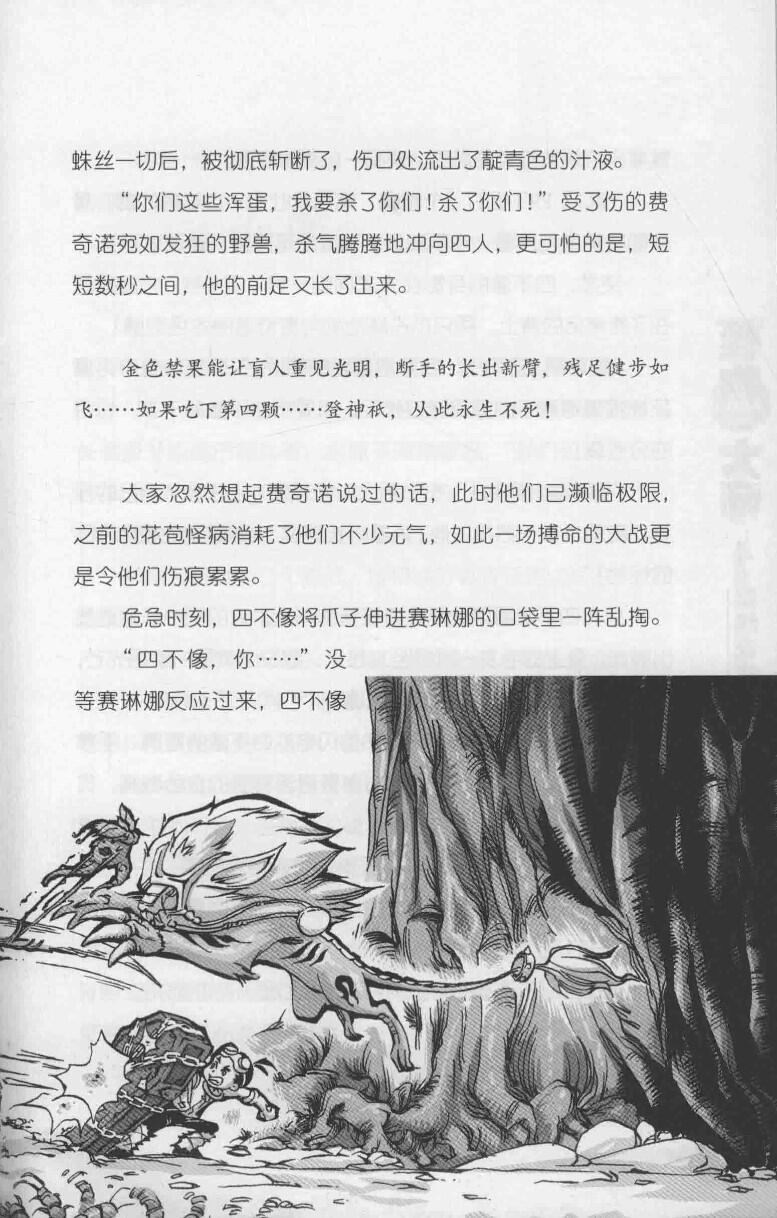 蛛丝一切后，被彻底斩断了，伤口处流出了靛青色的汁液。
“你们这些浑蛋，我要杀了你们！杀了你们！”受了伤的费
奇诺宛如发狂的野兽，杀气腾腾地冲向四人，更可怕的是，短
短数秒之间，他的前足又长了出来。
金色禁果能让盲人重见光明，断手的长出新臂，残足健步如
飞……如果吃下第四颗……登神祇，从此永生不死！
大家忽然想起费奇诺说过的话，此时他们已濒临极限，
之前的花苞怪病消耗了他们不少元气，如此一场搏命的大战更
是令他们伤痕累累。
危急时刻，四不像将爪子伸进赛琳娜的口袋里一阵乱掏。
“四不像，你……”没
等赛琳娜反应过来，四不像